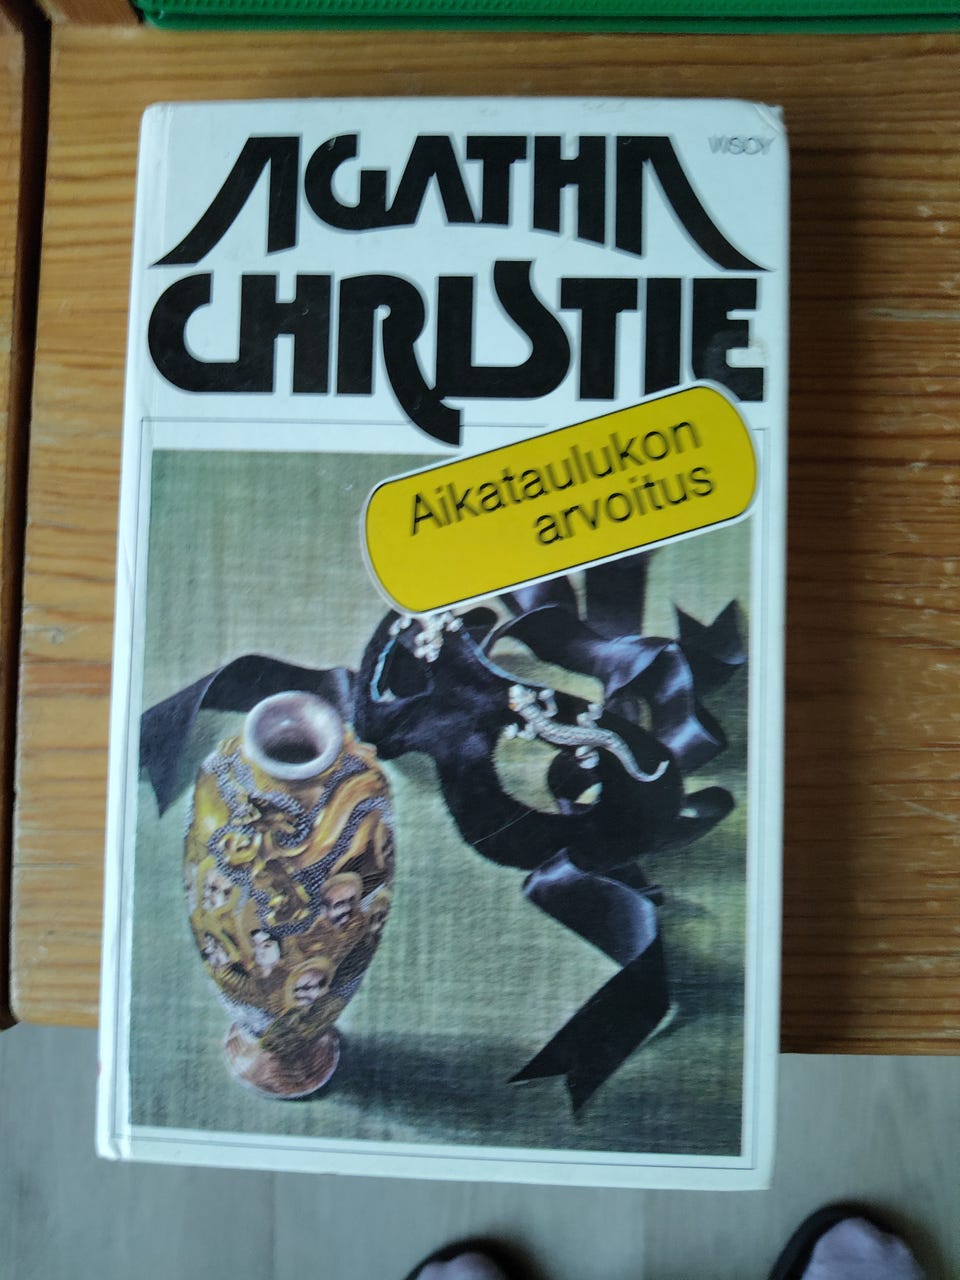 WSOY
AGATHA
CHRISTIE
Aikataulukon
arvoitus